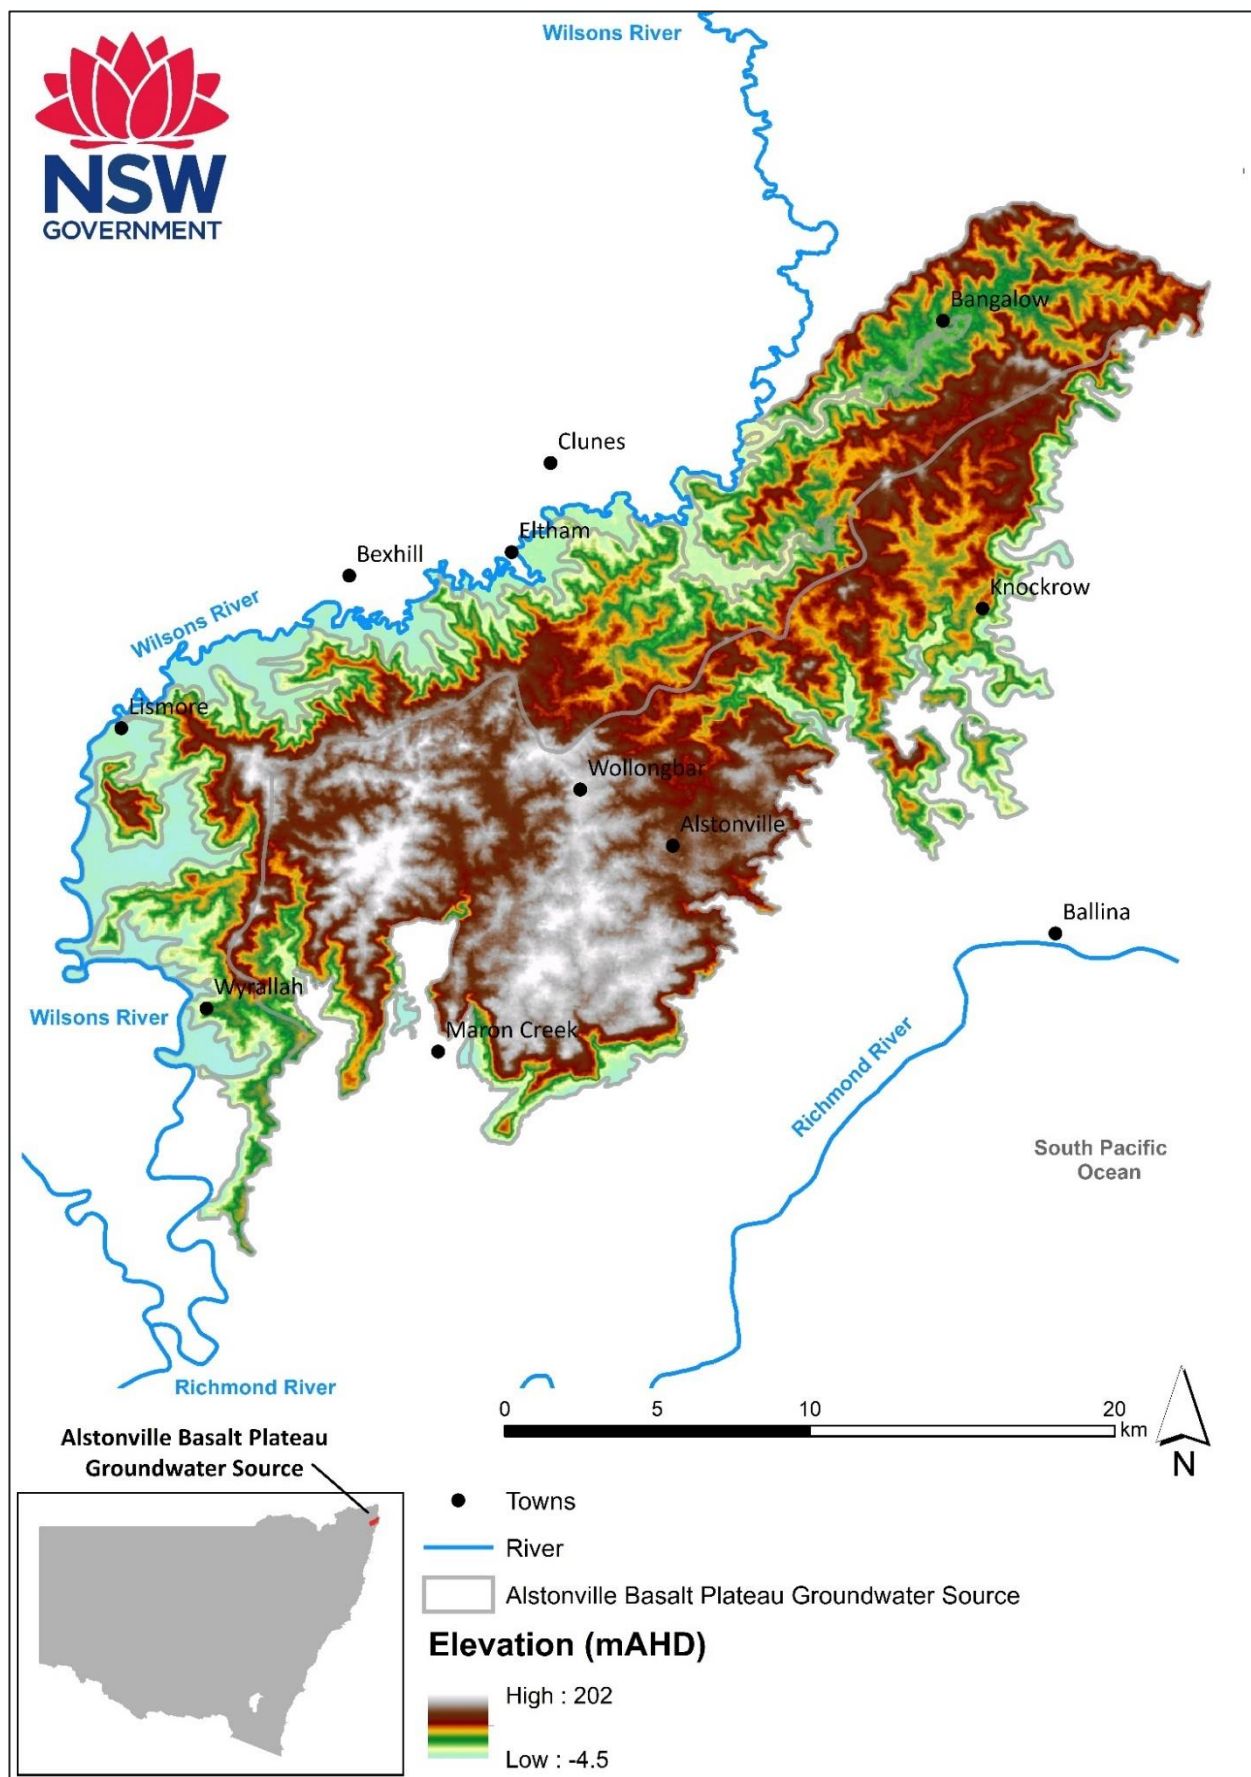 Wilsons River
NSW
GOVERNMENT
Bangalow
Clunes
Eltham
Bexhill
Knockrow
Wilsons River
Lismore
Wollongbar
Alstonville
Ballina
Wyrallah
Wilsons River
Maron Creek
Richmond River
South Pacific
Ocean
Richmond River
0 5 10 20
km
N
Alstonville Basalt Plateau
Groundwater Source
Towns
River
Alstonville Basalt Plateau Groundwater Source
Elevation (mAHD)
High : 202
Low : -4.5